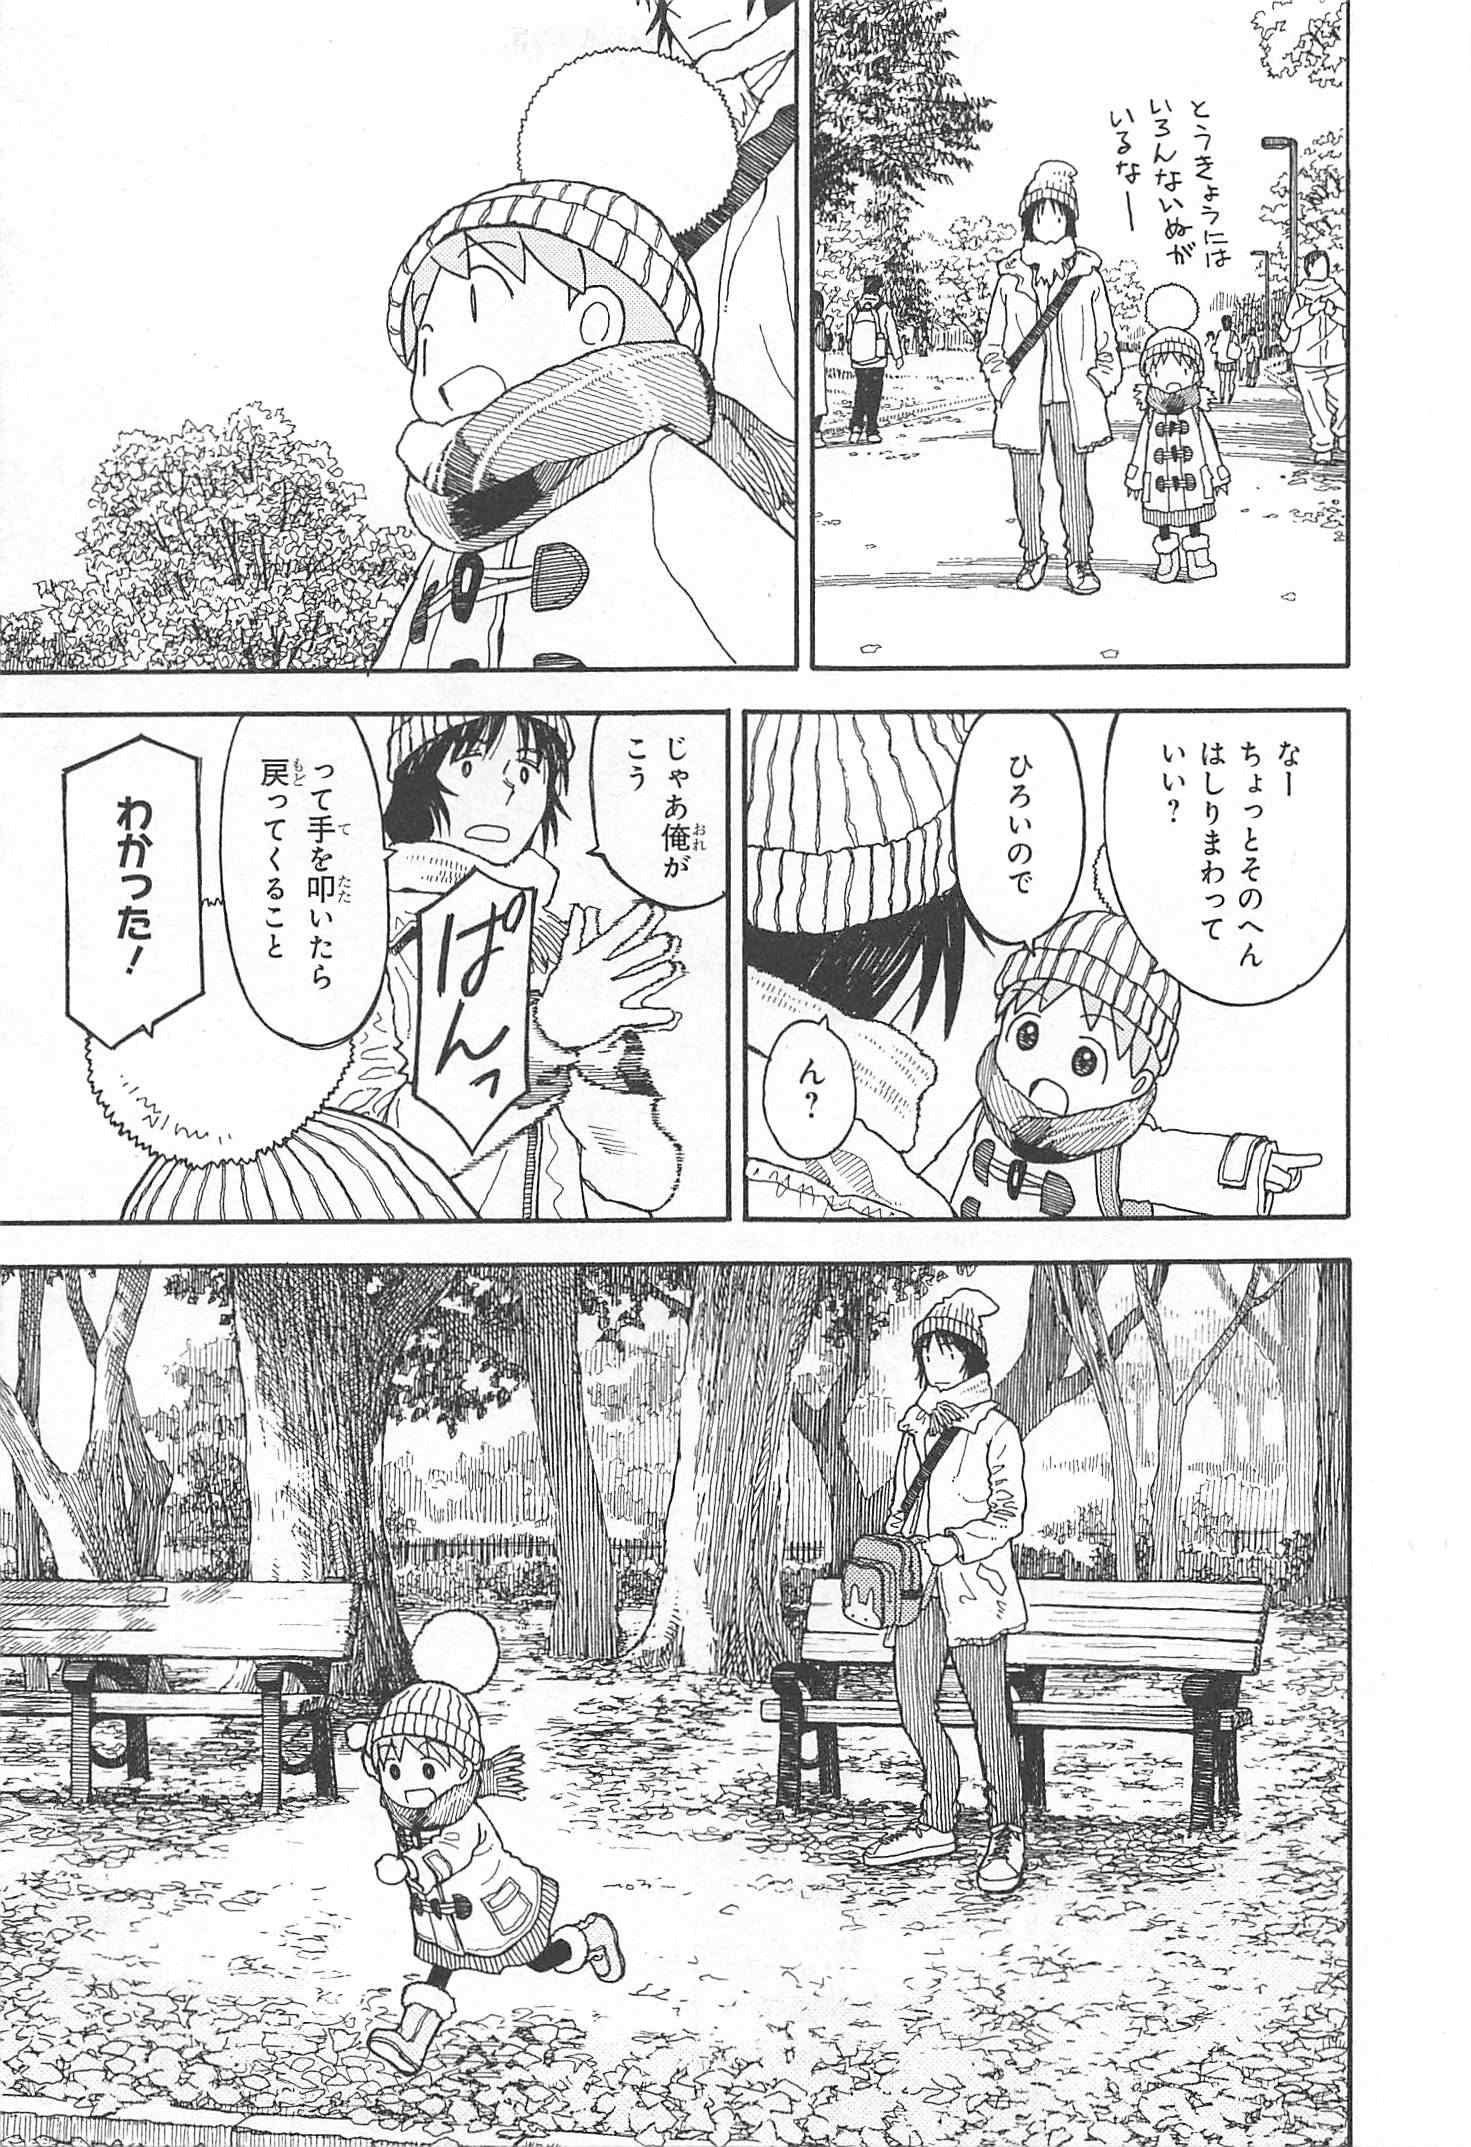 とうきょうには
いろんないぬが
いるなー
なー
ちょっとそのへん
はしりまわって
いい?
ひろいので
ん?
じゃあ俺が
こう
ぱんっ
って手を叩いたら
戻ってくること
わかった!